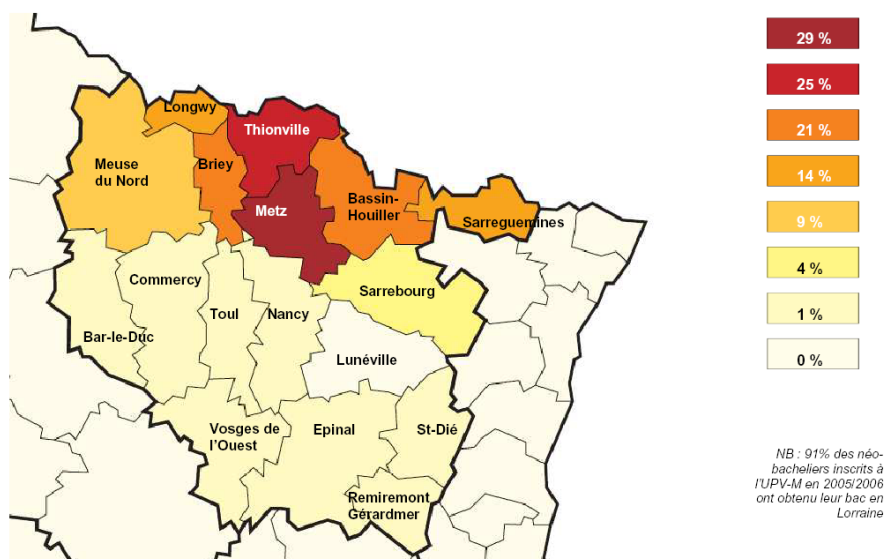 Longwy
Thionville
Meuse
du Nord
Briey
Metz
Bassin-
Houiller
Sarreguemines
Commercy
Toul
Nancy
Sarrebourg
Bar-le-Duc
Lunéville
Vosges de
l'Ouest
Epinal
St-Dié
Remiremont
Gérardmer
29 %
25 %
21 %
14 %
9 %
4 %
1 %
0 %
NB : 91% des néo-
bacheliers inscrits à
l'UPV-M en 2005/2006
ont obtenu leur bac en
Lorraine